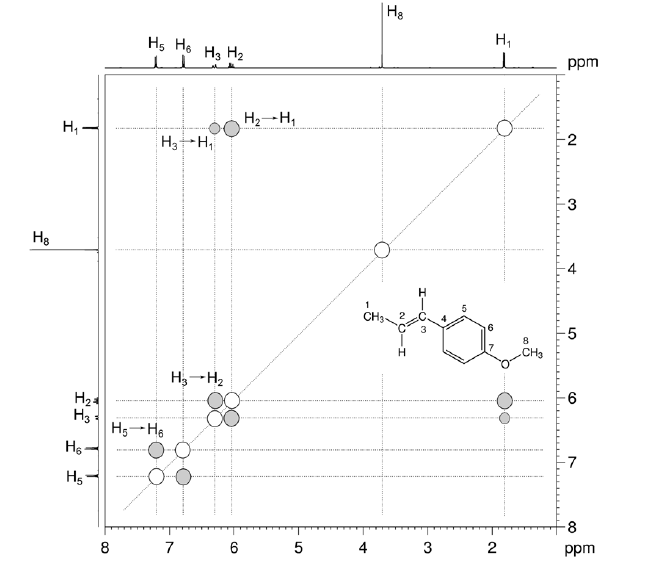 H8
H5 H6 H3 H2 H1
ppm
H1 H2→H1
H3→H1
2
3
H8
4
H
1 5
CH3 2 4 6
C C
3
8
H 7 CH3
O
5
H3→H2
H2
6
H3
H5→H6
H6
7
H5
8
8 7 6 5 4 3 2 ppm